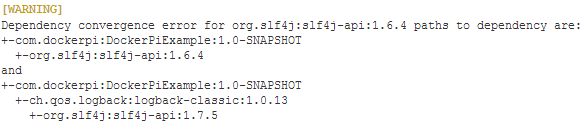 [WARNING]
Dependency convergence error for org.slf4j:slf4j-api:1.6.4 paths to dependency are:
+-com.dockerpi:DockerPiExample:1.0-SNAPSHOT
  +-org.slf4j:slf4j-api:1.6.4
and
+-com.dockerpi:DockerPiExample:1.0-SNAPSHOT
  +-ch.qos.logback:logback-classic:1.0.13
    +-org.slf4j:slf4j-api:1.7.5